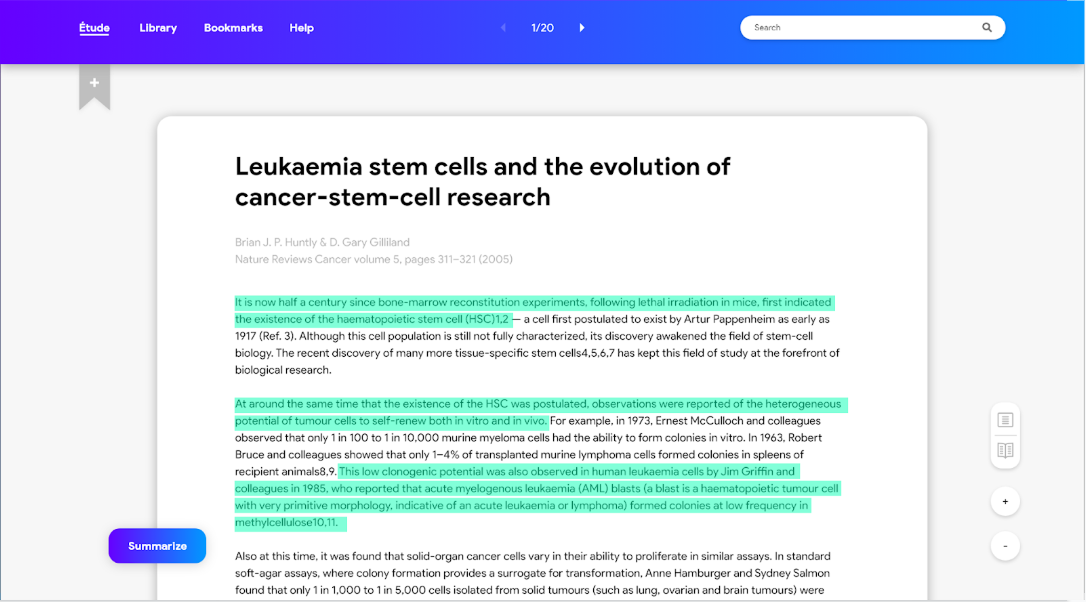 Étude Library Bookmarks Help 1/20 Search
+
Leukaemia stem cells and the evolution of
cancer-stem-cell research
Brian J. P. Huntly & D. Gary Gilliland
Nature Reviews Cancer volume 5, pages 311–321 (2005)
It is now half a century since bone-marrow reconstitution experiments, following lethal irradiation in mice, first indicated
the existence of the haematopoietic stem cell (HSC)1,2 — a cell first postulated to exist by Artur Pappenheim as early as
1917 (Ref. 3). Although this cell population is still not fully characterized, its discovery awakened the field of stem-cell
biology. The recent discovery of many more tissue-specific stem cells4,5,6,7 has kept this field of study at the forefront of
biological research.
At around the same time that the existence of the HSC was postulated, observations were reported of the heterogeneous
potential of tumour cells to self-renew both in vitro and in vivo. For example, in 1973, Ernest McCulloch and colleagues
observed that only 1 in 100 to 1 in 10,000 murine myeloma cells had the ability to form colonies in vitro. In 1963, Robert
Bruce and colleagues showed that only 1–4% of transplanted murine lymphoma cells formed colonies in spleens of
recipient animals8,9. This low clonogenic potential was also observed in human leukaemia cells by Jim Griffin and
colleagues in 1985, who reported that acute myelogenous leukaemia (AML) blasts (a blast is a haematopoietic tumour cell
with very primitive morphology, indicative of an acute leukaemia or lymphoma) formed colonies at low frequency in
methylcellulose10,11.
Also at this time, it was found that solid-organ cancer cells vary in their ability to proliferate in similar assays. In standard
soft-agar assays, where colony formation provides a surrogate for transformation, Anne Hamburger and Sydney Salmon
found that only 1 in 1,000 to 1 in 5,000 cells isolated from solid tumours (such as lung, ovarian and brain tumours) were
Summarize
+
-